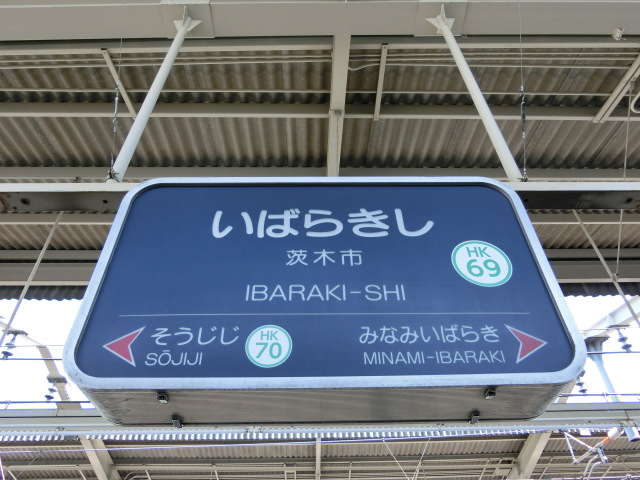 いばらきし
茨木市
HK
69
IBARAKI-SHI
そうじじ
SŌJIJI
HK
70
みなみいばらき
MINAMI-IBARAKI